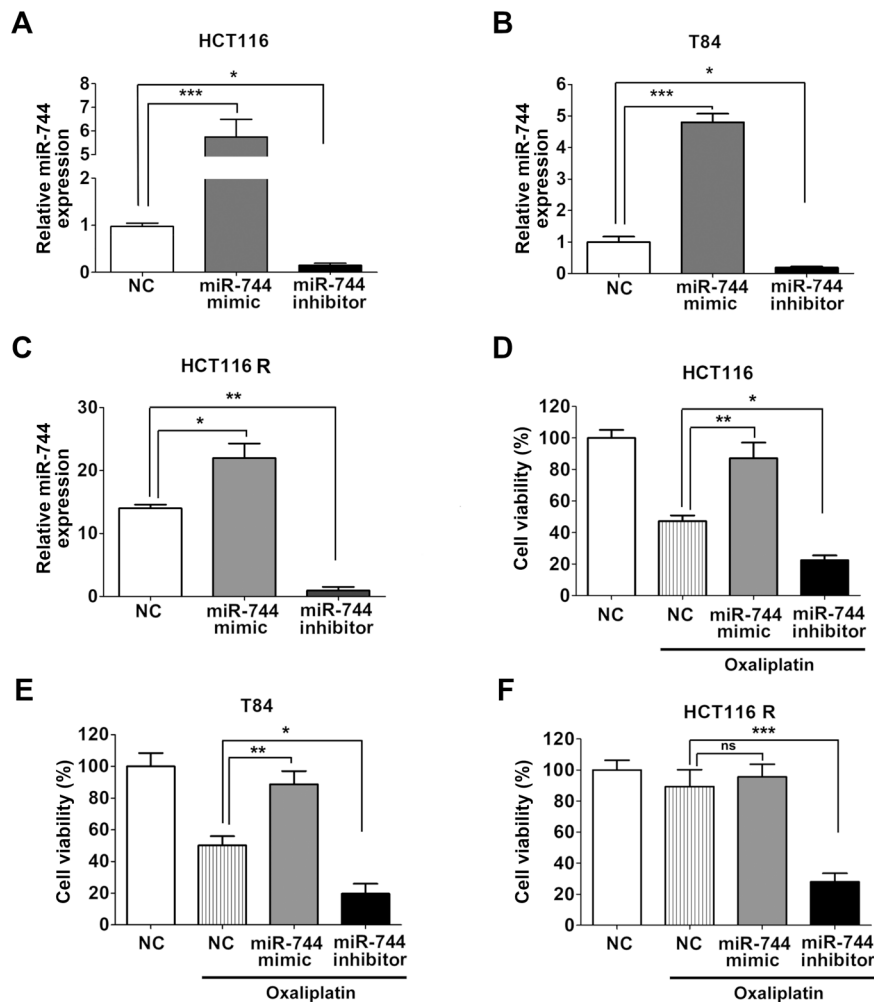 A
HCT116
Relative miR-744
expression
8
7
6
5
2
1
0
*
***
NC
miR-744
mimic
miR-744
inhibitor
B
T84
Relative miR-744
expression
6
5
4
3
2
1
0
*
***
NC
miR-744
mimic
miR-744
inhibitor
C
HCT116 R
Relative miR-744
expression
30
20
10
0
**
*
NC
miR-744
mimic
miR-744
inhibitor
D
HCT116
Cell viability (%)
120
100
80
60
40
20
0
*
**
NC
NC
miR-744
mimic
miR-744
inhibitor
Oxaliplatin
E
T84
Cell viability (%)
120
100
80
60
40
20
0
*
**
NC
NC
miR-744
mimic
miR-744
inhibitor
Oxaliplatin
F
HCT116 R
Cell viability (%)
120
100
80
60
40
20
0
***
ns
NC
NC
miR-744
mimic
miR-744
inhibitor
Oxaliplatin